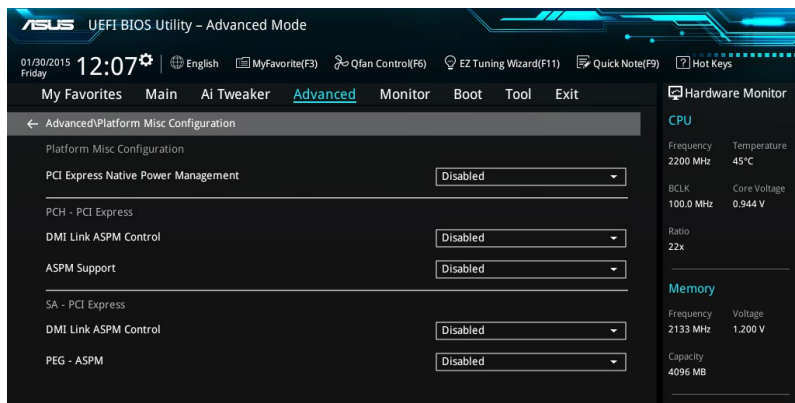 ASUS UEFI BIOS Utility – Advanced Mode
01/30/2015 Friday 12:07 English MyFavorite(F3) Qfan Control(F6) EZ Tuning Wizard(F11) Quick Note(F9) ? Hot Keys
My Favorites Main Ai Tweaker Advanced Monitor Boot Tool Exit
← Advanced\Platform Misc Configuration
Platform Misc Configuration
PCI Express Native Power Management Disabled
PCH - PCI Express
DMI Link ASPM Control Disabled
ASPM Support Disabled
SA - PCI Express
DMI Link ASPM Control Disabled
PEG - ASPM Disabled
Hardware Monitor
CPU
Frequency Temperature
2200 MHz 45°C
BCLK Core Voltage
100.0 MHz 0.944 V
Ratio
22x
Memory
Frequency Voltage
2133 MHz 1.200 V
Capacity
4096 MB